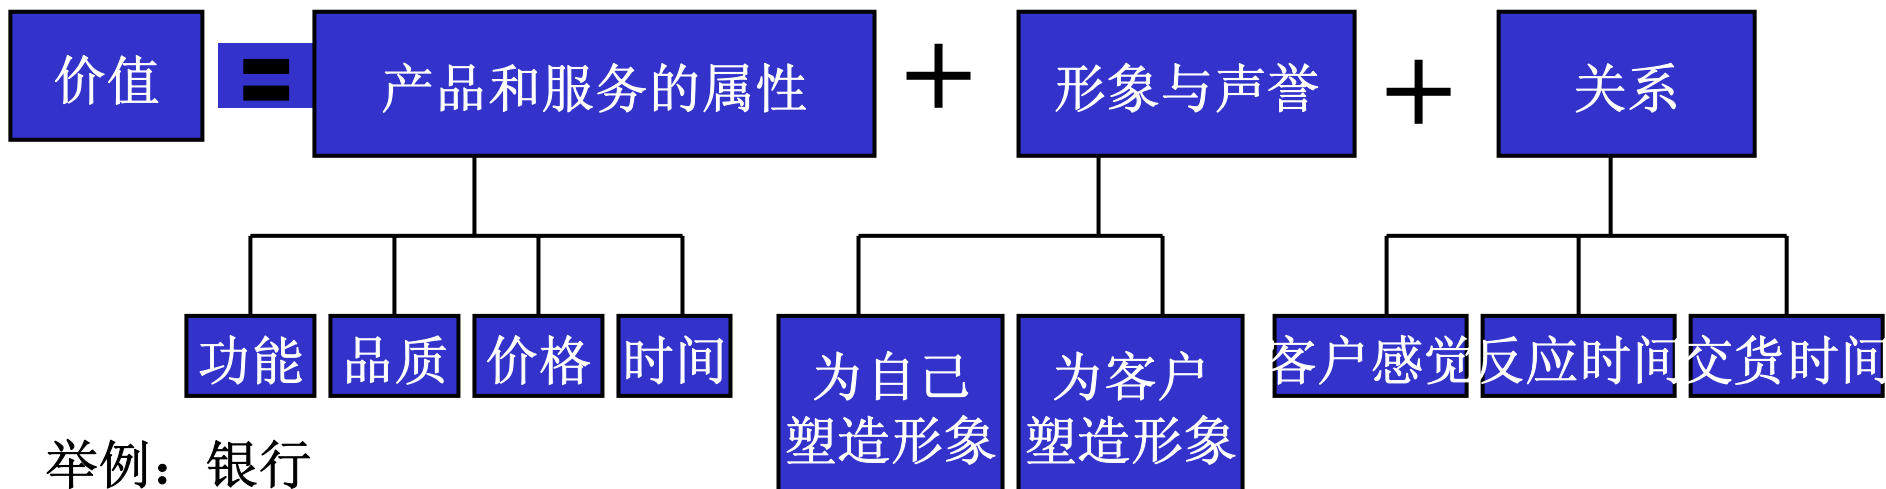 价值 = 产品和服务的属性 + 形象与声誉 + 关系
功能 品质 价格 时间
为自己
塑造形象
为客户
塑造形象
客户感觉 反应时间 交货时间
举例：银行